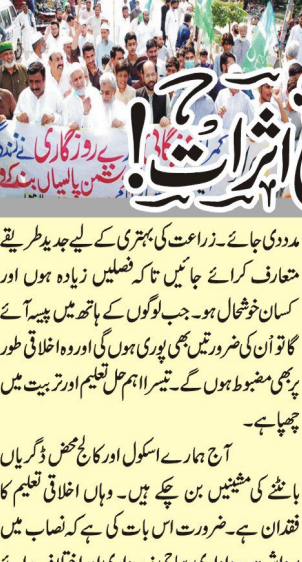 بے روزگاری نے زندگی
اثرات!
مدد دی جائے۔ زراعت کی بہتری کے لیے جدید طریقے
متعارف کرائے جائیں تاکہ فصلیں زیادہ ہوں اور
کسان خوشحال ہو۔ جب لوگوں کے ہاتھ میں پیسہ آئے
گا تو اُن کی ضرورتیں بھی پوری ہوں گی اور وہ اخلاقی طور
پر بھی مضبوط ہوں گے۔ تیسرا اہم حل تعلیم اور تربیت میں
چھپا ہے۔
آج ہمارے اسکول اور کالج محض ڈگریاں
بانٹنے کی مشینیں بن چکے ہیں۔ وہاں اخلاقی تعلیم کا
فقدان ہے۔ ضرورت اس بات کی ہے کہ نصاب میں